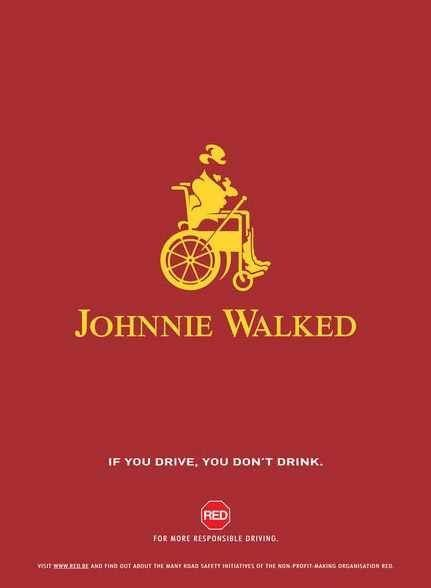 JOHNNIE WALKED
IF YOU DRIVE, YOU DON'T DRINK.
RED
FOR MORE RESPONSIBLE DRIVING.
VISIT WWW.RED.BE AND FIND OUT ABOUT THE MANY ROAD SAFETY INITIATIVES OF THE NON-PROFIT-MAKING ORGANISATION RED.